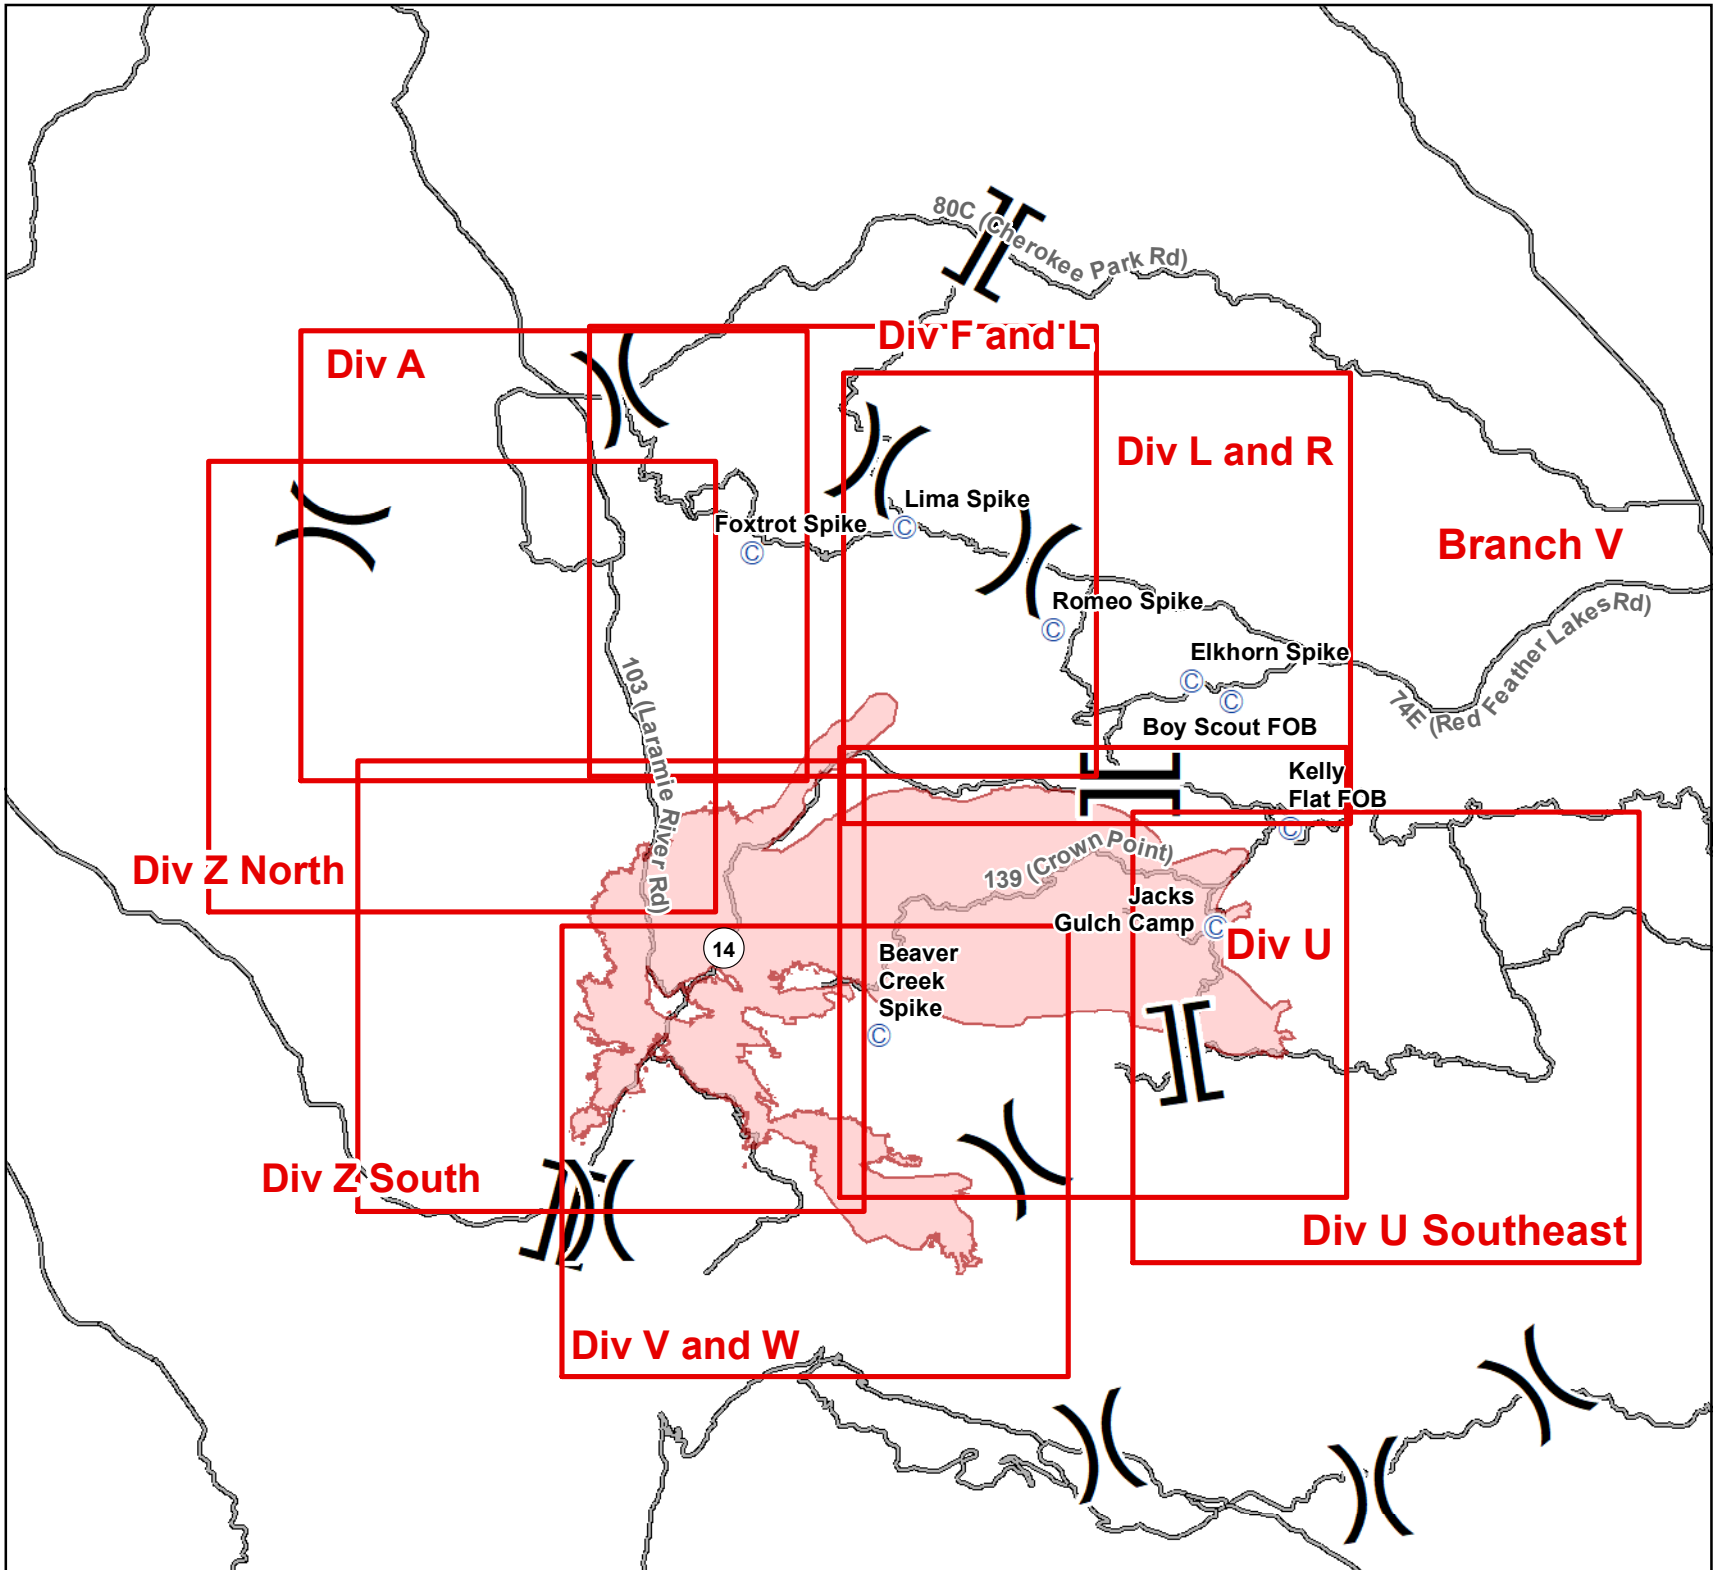 80C (Cherokee Park Rd)
Div F and L
Div A
Div L and R
Lima Spike
Foxtrot Spike
Branch V
Romeo Spike
74E (Red Feather Lakes Rd)
Elkhorn Spike
103 (Laramie River Rd)
Boy Scout FOB
Kelly
Flat FOB
Div Z North
139 (Crown Point)
Jacks
Gulch Camp
Div U
14
Beaver
Creek
Spike
Div Z South
Div U Southeast
Div V and W
C
C
C
C
C
C
C
C